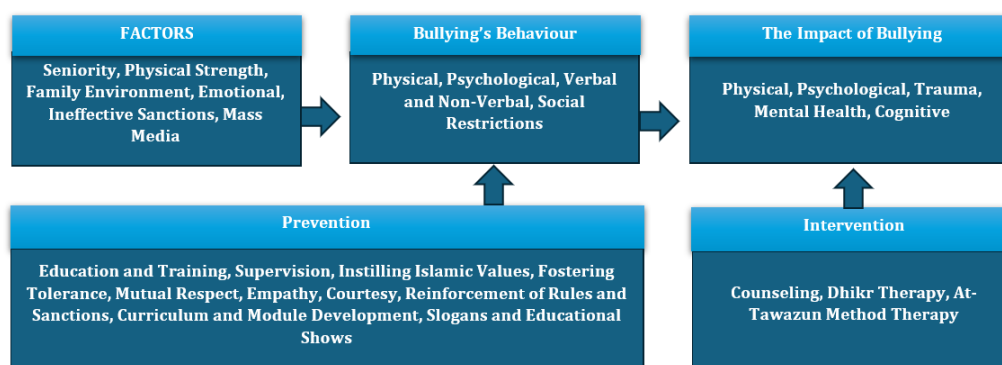 FACTORS
Seniority, Physical Strength,
Family Environment, Emotional,
Ineffective Sanctions, Mass
Media
Bullying's Behaviour
Physical, Psychological, Verbal
and Non-Verbal, Social
Restrictions
The Impact of Bullying
Physical, Psychological, Trauma,
Mental Health, Cognitive
Prevention
Education and Training, Supervision, Instilling Islamic Values, Fostering
Tolerance, Mutual Respect, Empathy, Courtesy, Reinforcement of Rules and
Sanctions, Curriculum and Module Development, Slogans and Educational
Shows
Intervention
Counseling, Dhikr Therapy, At-
Tawazun Method Therapy